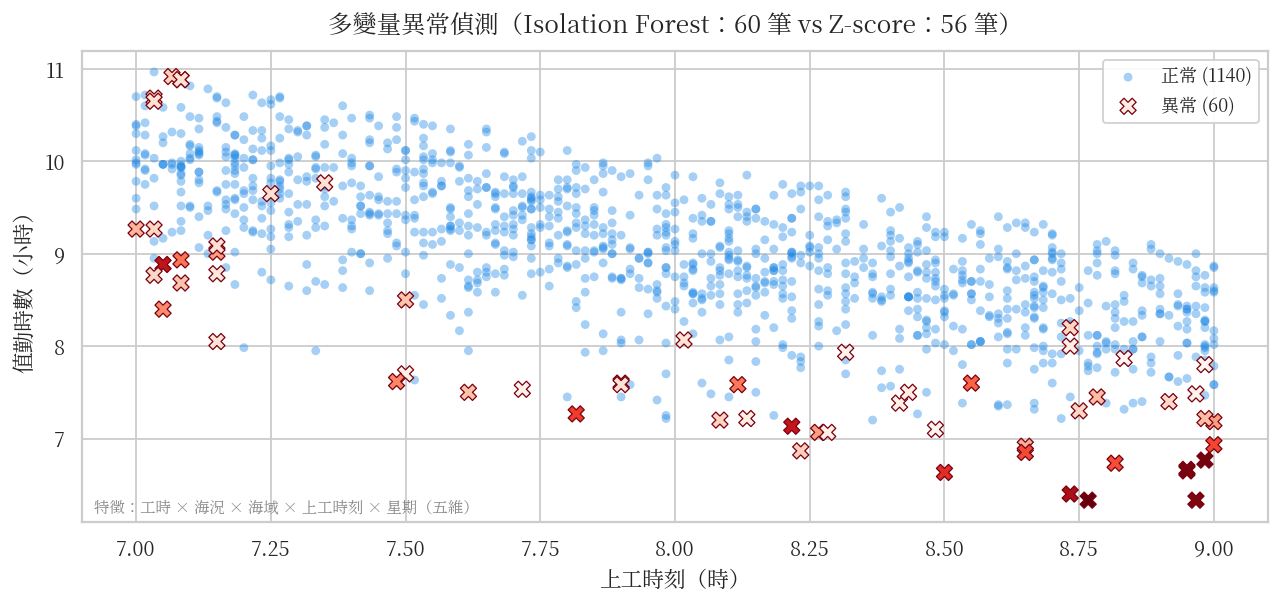 多變量異常偵測（Isolation Forest：60 筆 vs Z-score：56 筆）
正常 (1140)
異常 (60)
值勤時數（小時）
11
10
9
8
7
特徵：工時 × 海況 × 海域 × 上工時刻 × 星期（五維）
7.00 7.25 7.50 7.75 8.00 8.25 8.50 8.75 9.00
上工時刻（時）